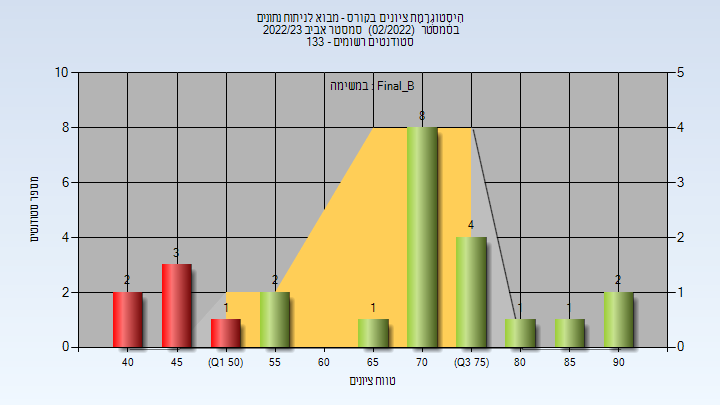 היסטוגרמת ציונים בקורס - מבוא לניתוח נתונים
בסמסטר (02/2022) סמסטר אביב 2022/23
סטודנטים רשומים - 133
במשימה : Final_B
10 8 6 4 2 0
5 4 3 2 1 0
מספר סטודנטים
2 3 1 2 1 8 4 1 1 2
40 45 (Q1 50) 55 60 65 70 (Q3 75) 80 85 90
טווח ציונים